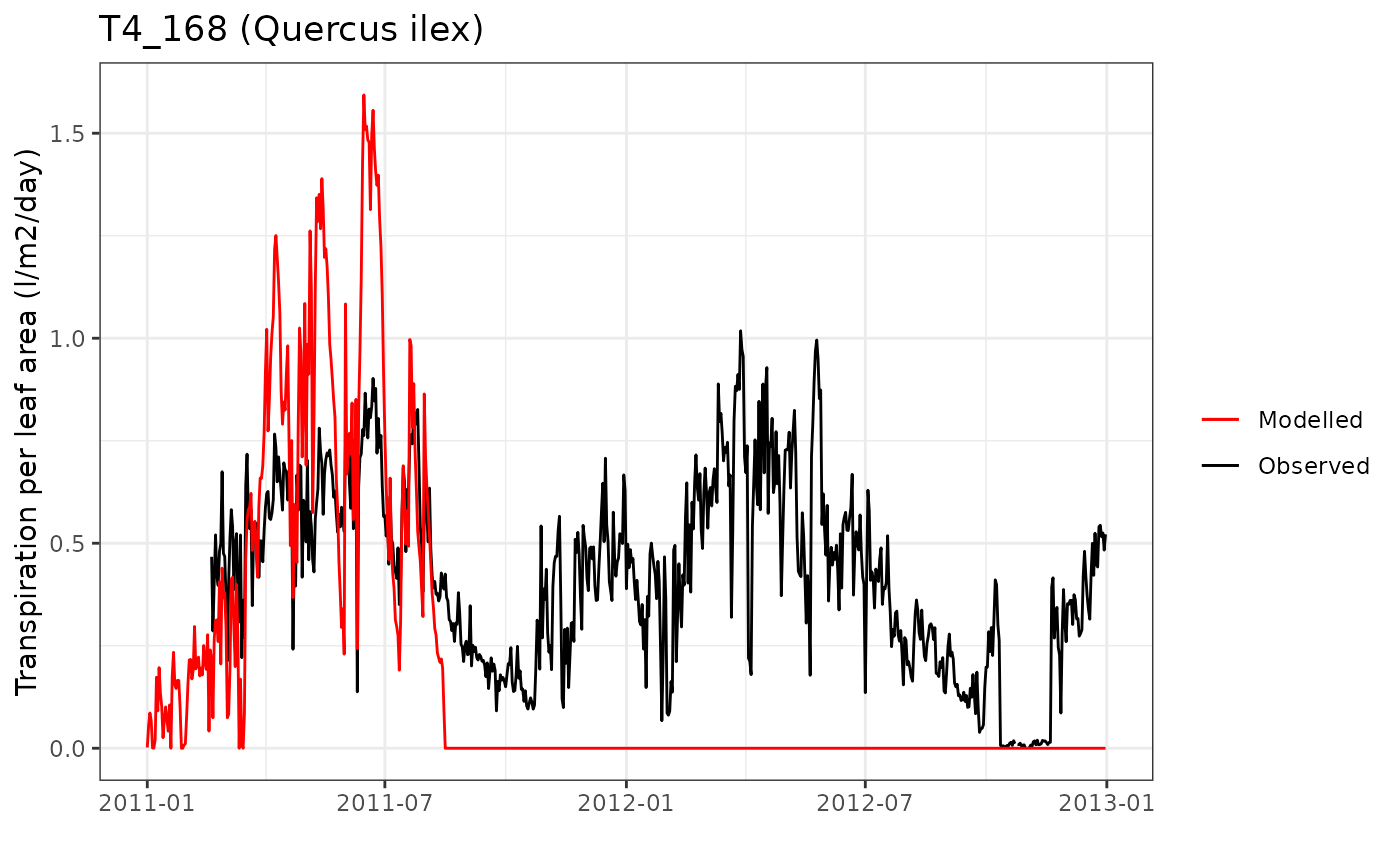 T4_168 (Quercus ilex)
Transpiration per leaf area (l/m2/day)
1.5
1.0
0.5
0.0
2011-01
2011-07
2012-01
2012-07
2013-01
Modelled
Observed